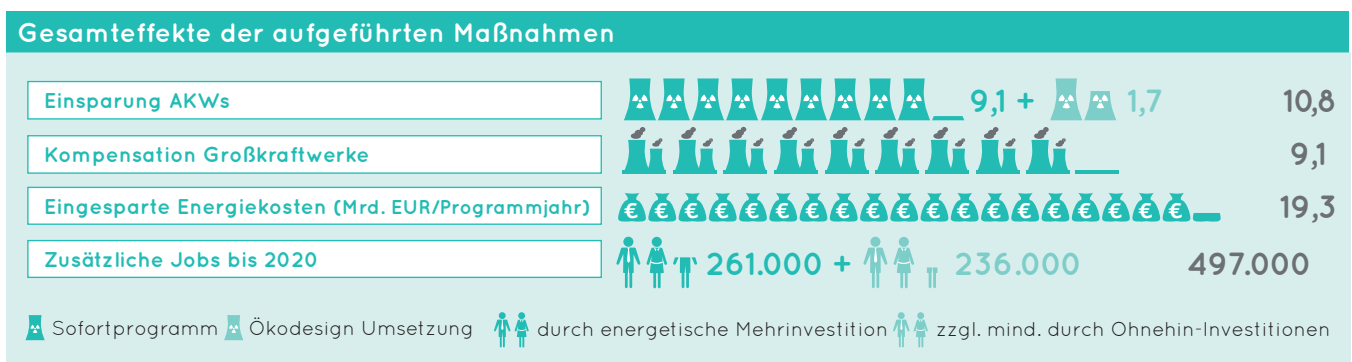 Gesamteffekte der aufgeführten Maßnahmen
Einsparung AKWs 9,1 + 1,7 10,8
Kompensation Großkraftwerke 9,1
Eingesparte Energiekosten (Mrd. EUR/Programmjahr) € € € € € € € € € € € € € € € € € € € 19,3
Zusätzliche Jobs bis 2020 261.000 + 236.000 497.000
Sofortprogramm Ökodesign Umsetzung durch energetische Mehrinvestition zzgl. mind. durch Ohnehin-Investitionen